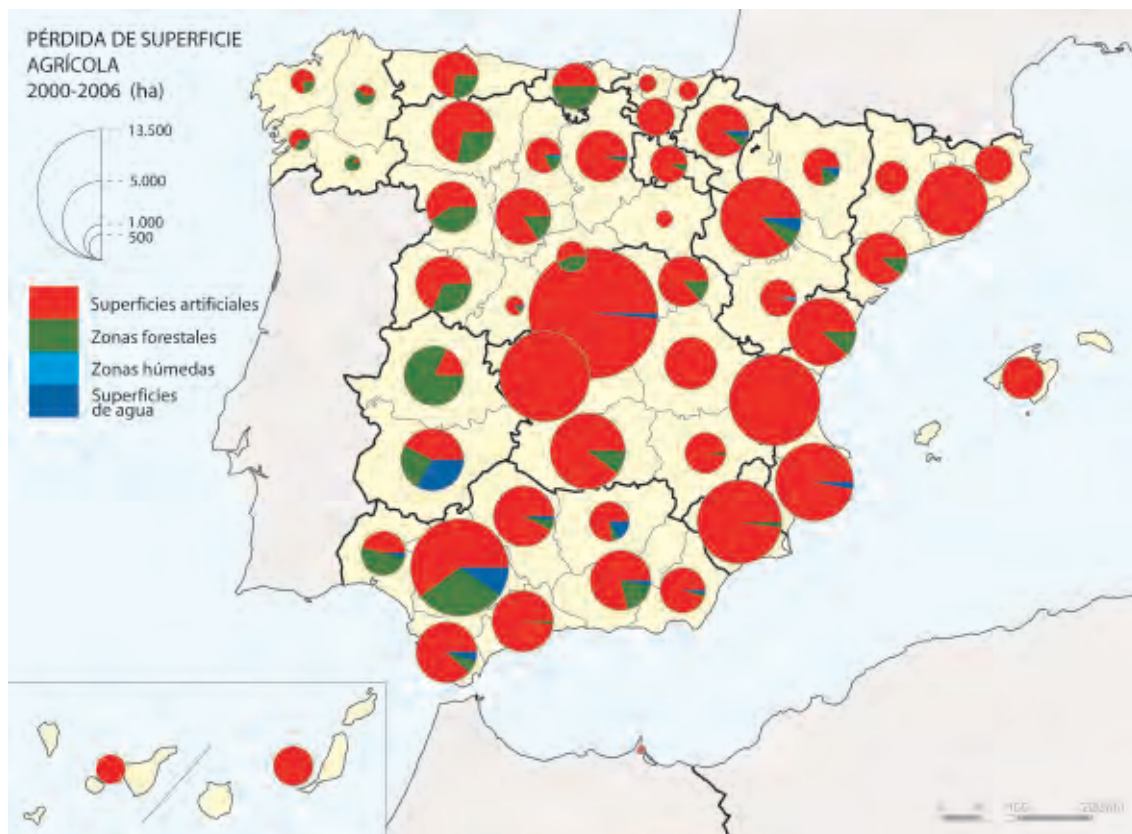 PÉRDIDA DE SUPERFICIE
AGRÍCOLA
2000-2006 (ha)
13.500
5.000
1.000
500
Superficies artificiales
Zonas forestales
Zonas húmedas
Superficies
de agua